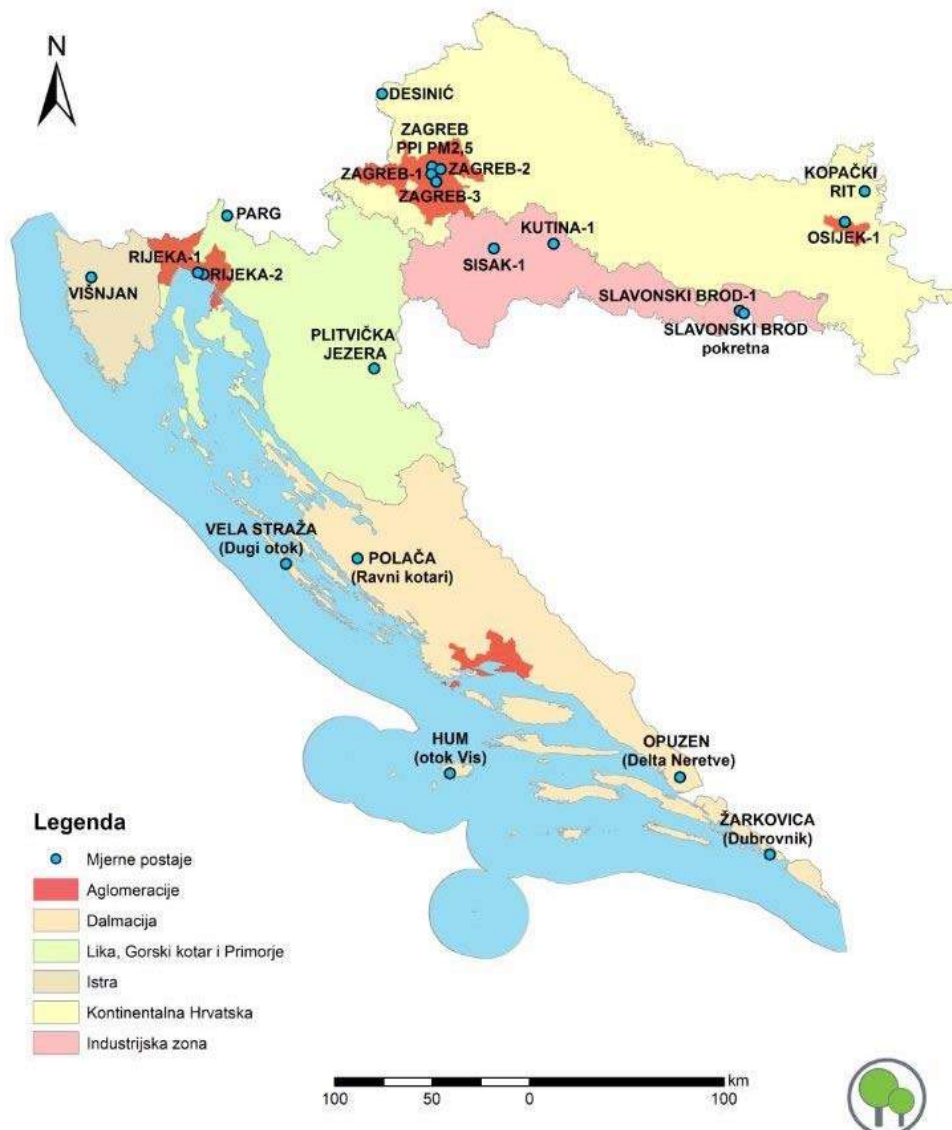 N
DESINIĆ
ZAGREB
PPI PM2,5
ZAGREB-1
ZAGREB-2
ZAGREB-3
KOPAČKI
RIT
OSIJEK-1
PARG
KUTINA-1
SISAK-1
RIJEKA-1
RIJEKA-2
VIŠNJAN
SLAVONSKI BROD-1
SLAVONSKI BROD
pokretna
PLITVIČKA
JEZERA
VELA STRAŽA
(Dugi otok)
POLAČA
(Ravni kotari)
HUM
(otok Vis)
OPUZEN
(Delta Neretve)
ŽARKOVICA
(Dubrovnik)
Legenda
Mjerne postaje
Aglomeracije
Dalmacija
Lika, Gorski kotar i Primorje
Istra
Kontinentalna Hrvatska
Industrijska zona
km
100 50 0 100